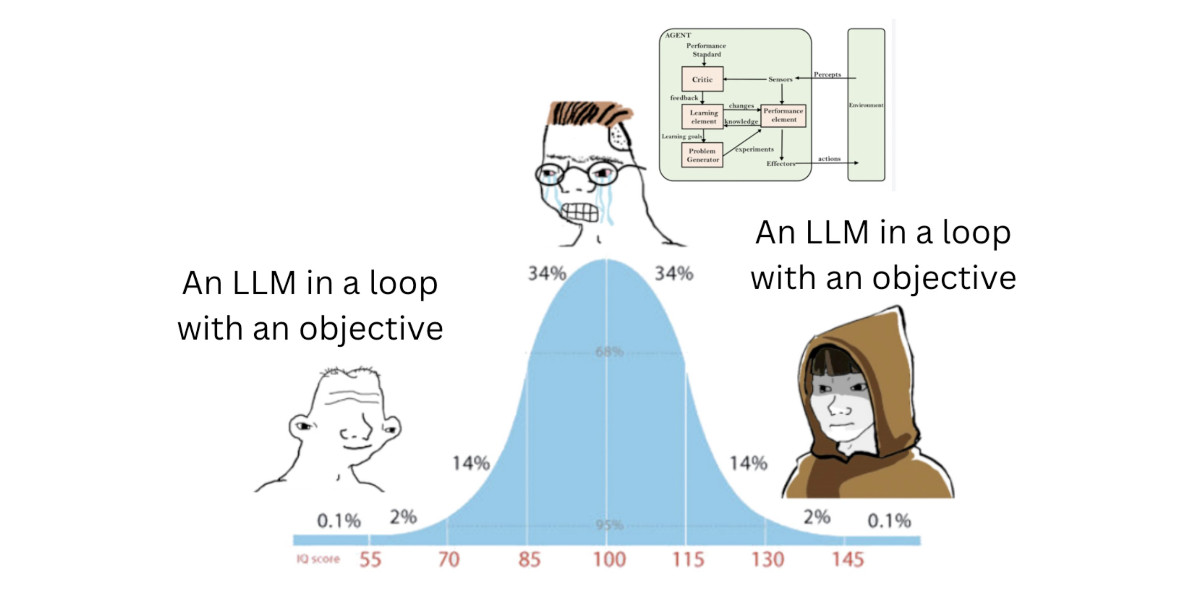 AGENT
Performance
Standard
Critic
Sensors
Percepts
feedback
changes
Learning
element
Performance
element
Environment
knowledge
Learning goals
Problem
Generator
experiments
Effectors
actions
An LLM in a loop
with an objective
An LLM in a loop
with an objective
34%
34%
68%
14%
14%
0.1%
2%
95%
2%
0.1%
IQ score
55
70
85
100
115
130
145